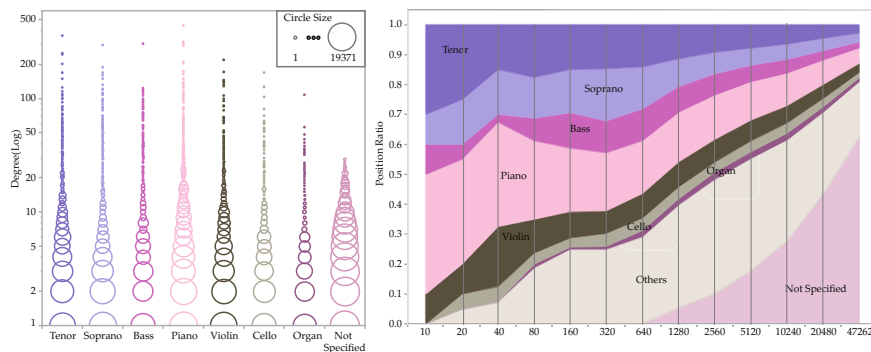 Circle Size
1
19371
Degree(Log)
500
200
100
50
20
10
5
2
1
Tenor
Soprano
Bass
Piano
Violin
Cello
Organ
Not
Specified
Position Ratio
1.0
0.9
0.8
0.7
0.6
0.5
0.4
0.3
0.2
0.1
0.0
Tenor
Soprano
Bass
Piano
Organ
Violin
Cello
Others
Not Specified
10
20
40
80
160
320
640
1280
2560
5120
10240
20480
47262